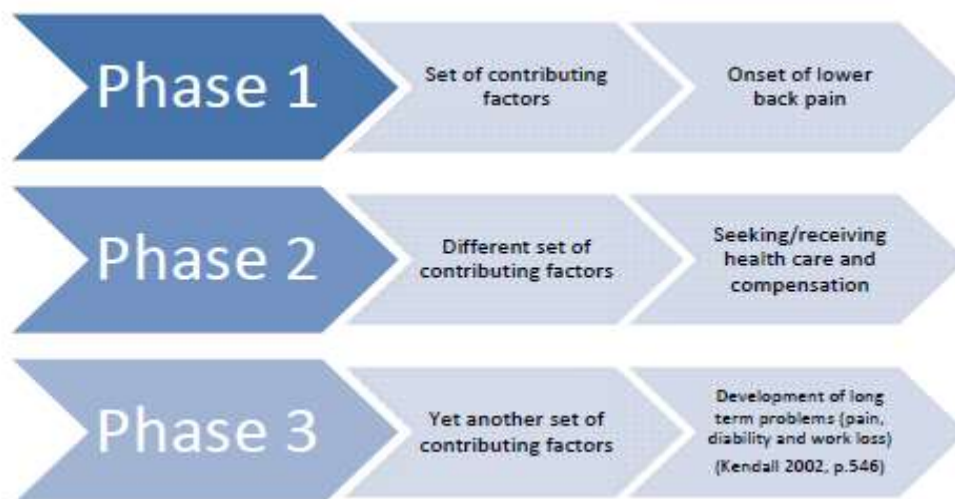 Phase 1
Set of contributing
factors
Onset of lower
back pain
Phase 2
Different set of
contributing factors
Seeking/receiving
health care and
compensation
Phase 3
Yet another set of
contributing factors
Development of long
term problems (pain,
diability and work loss)
(Kendall 2002, p.546)